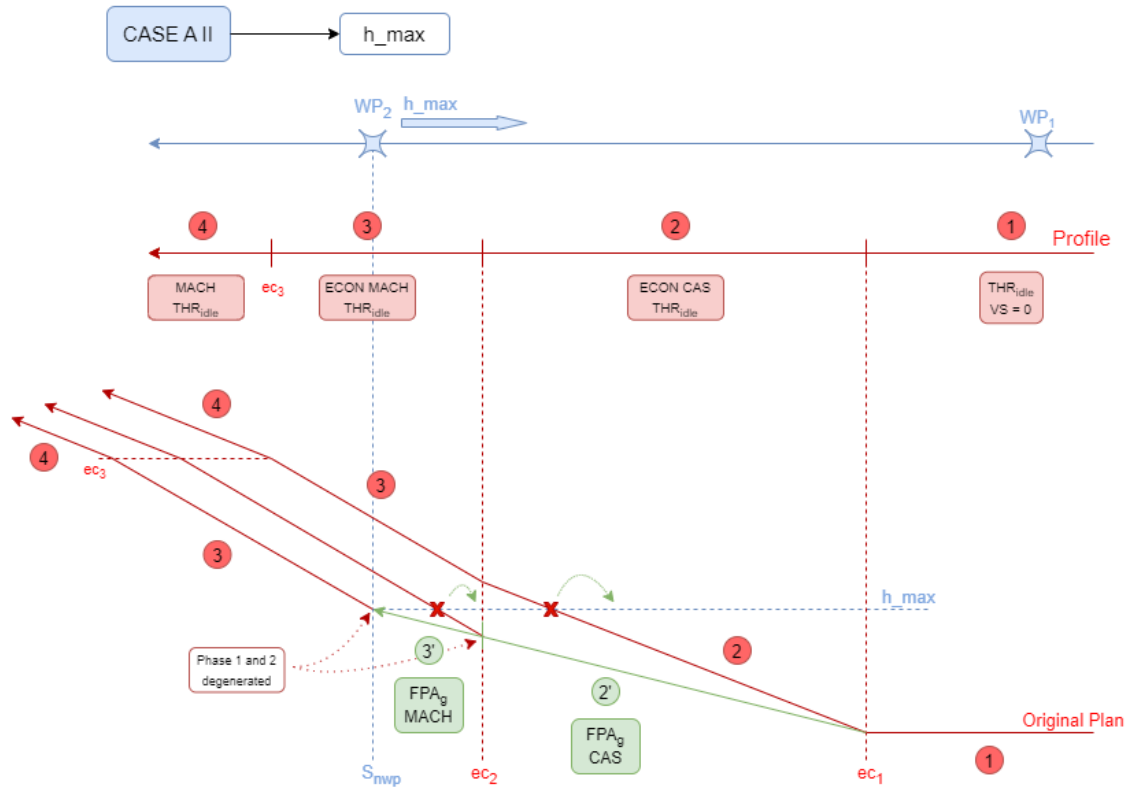 CASE A II
h_max
WP2
h_max
WP1
4
3
2
1
Profile
MACH
THRidle
ec3
ECON MACH
THRidle
ECON CAS
THRidle
THRidle
VS = 0
4
4
ec3
3
3
h_max
Phase 1 and 2
degenerated
3'
2
FPAg
MACH
2'
FPAg
CAS
Original Plan
1
Snwp
ec2
ec1